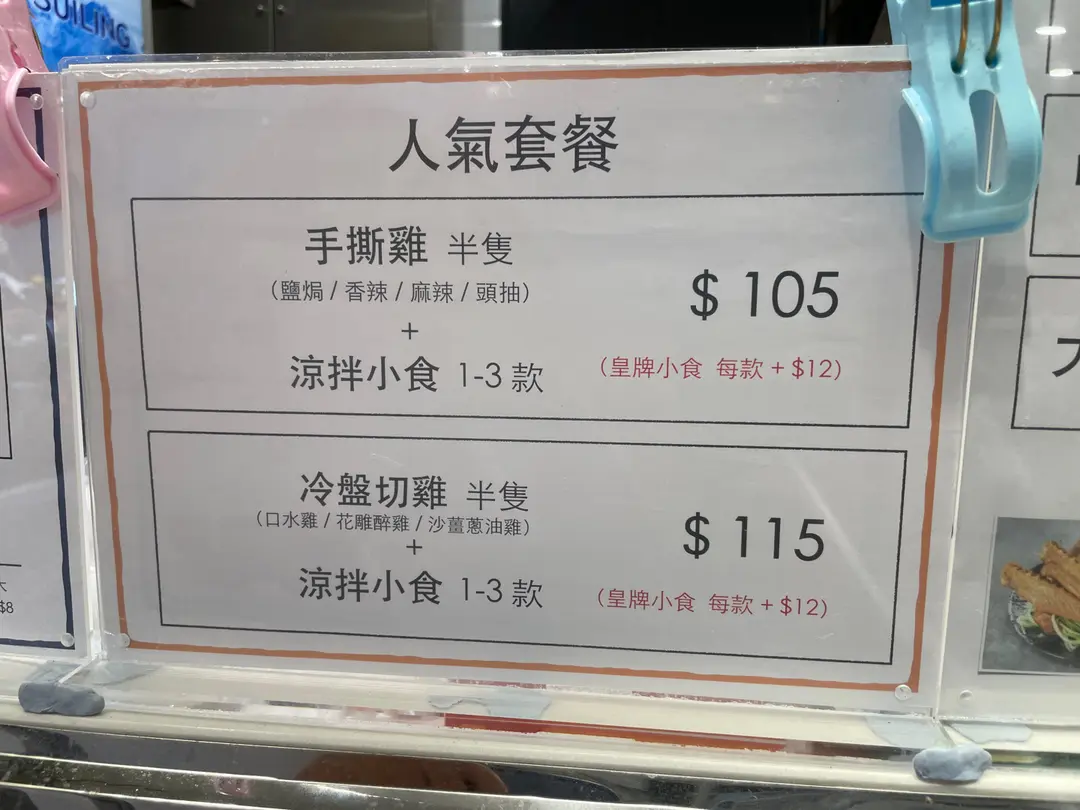 SUILING
人氣套餐
手撕雞 半隻
(鹽焗 / 香辣 / 麻辣 / 頭抽)
+
涼拌小食 1-3 款
$ 105
(皇牌小食 每款 + $12)
冷盤切雞 半隻
(口水雞 / 花雕醉雞 / 沙薑蔥油雞)
+
涼拌小食 1-3 款
$ 115
(皇牌小食 每款 + $12)
$8